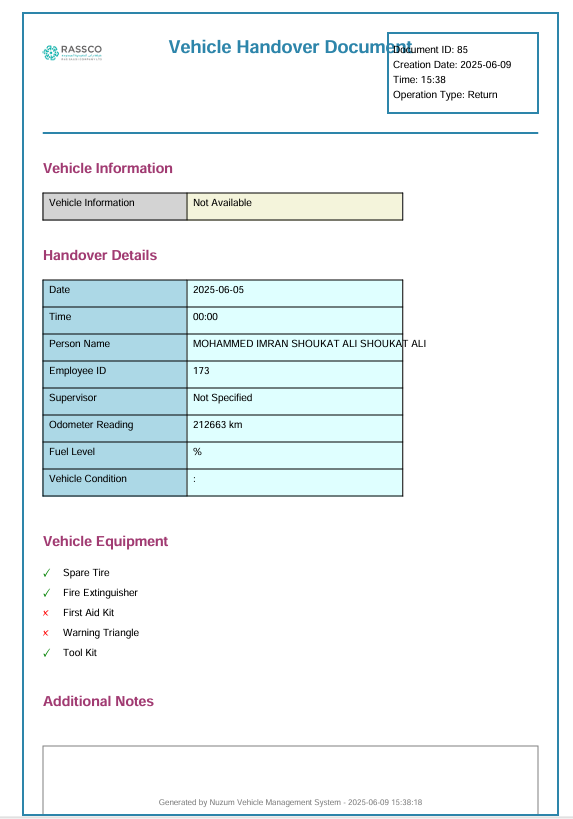 RASSCO
Vehicle Handover Document
Document ID: 85
Creation Date: 2025-06-09
Time: 15:38
Operation Type: Return
Vehicle Information
Vehicle Information Not Available
Handover Details
Date 2025-06-05
Time 00:00
Person Name MOHAMMED IMRAN SHOUKAT ALI SHOUKAT ALI
Employee ID 173
Supervisor Not Specified
Odometer Reading 212663 km
Fuel Level %
Vehicle Condition :
Vehicle Equipment
✓ Spare Tire
✓ Fire Extinguisher
✗ First Aid Kit
✗ Warning Triangle
✓ Tool Kit
Additional Notes
Generated by Nuzum Vehicle Management System - 2025-06-09 15:38:18